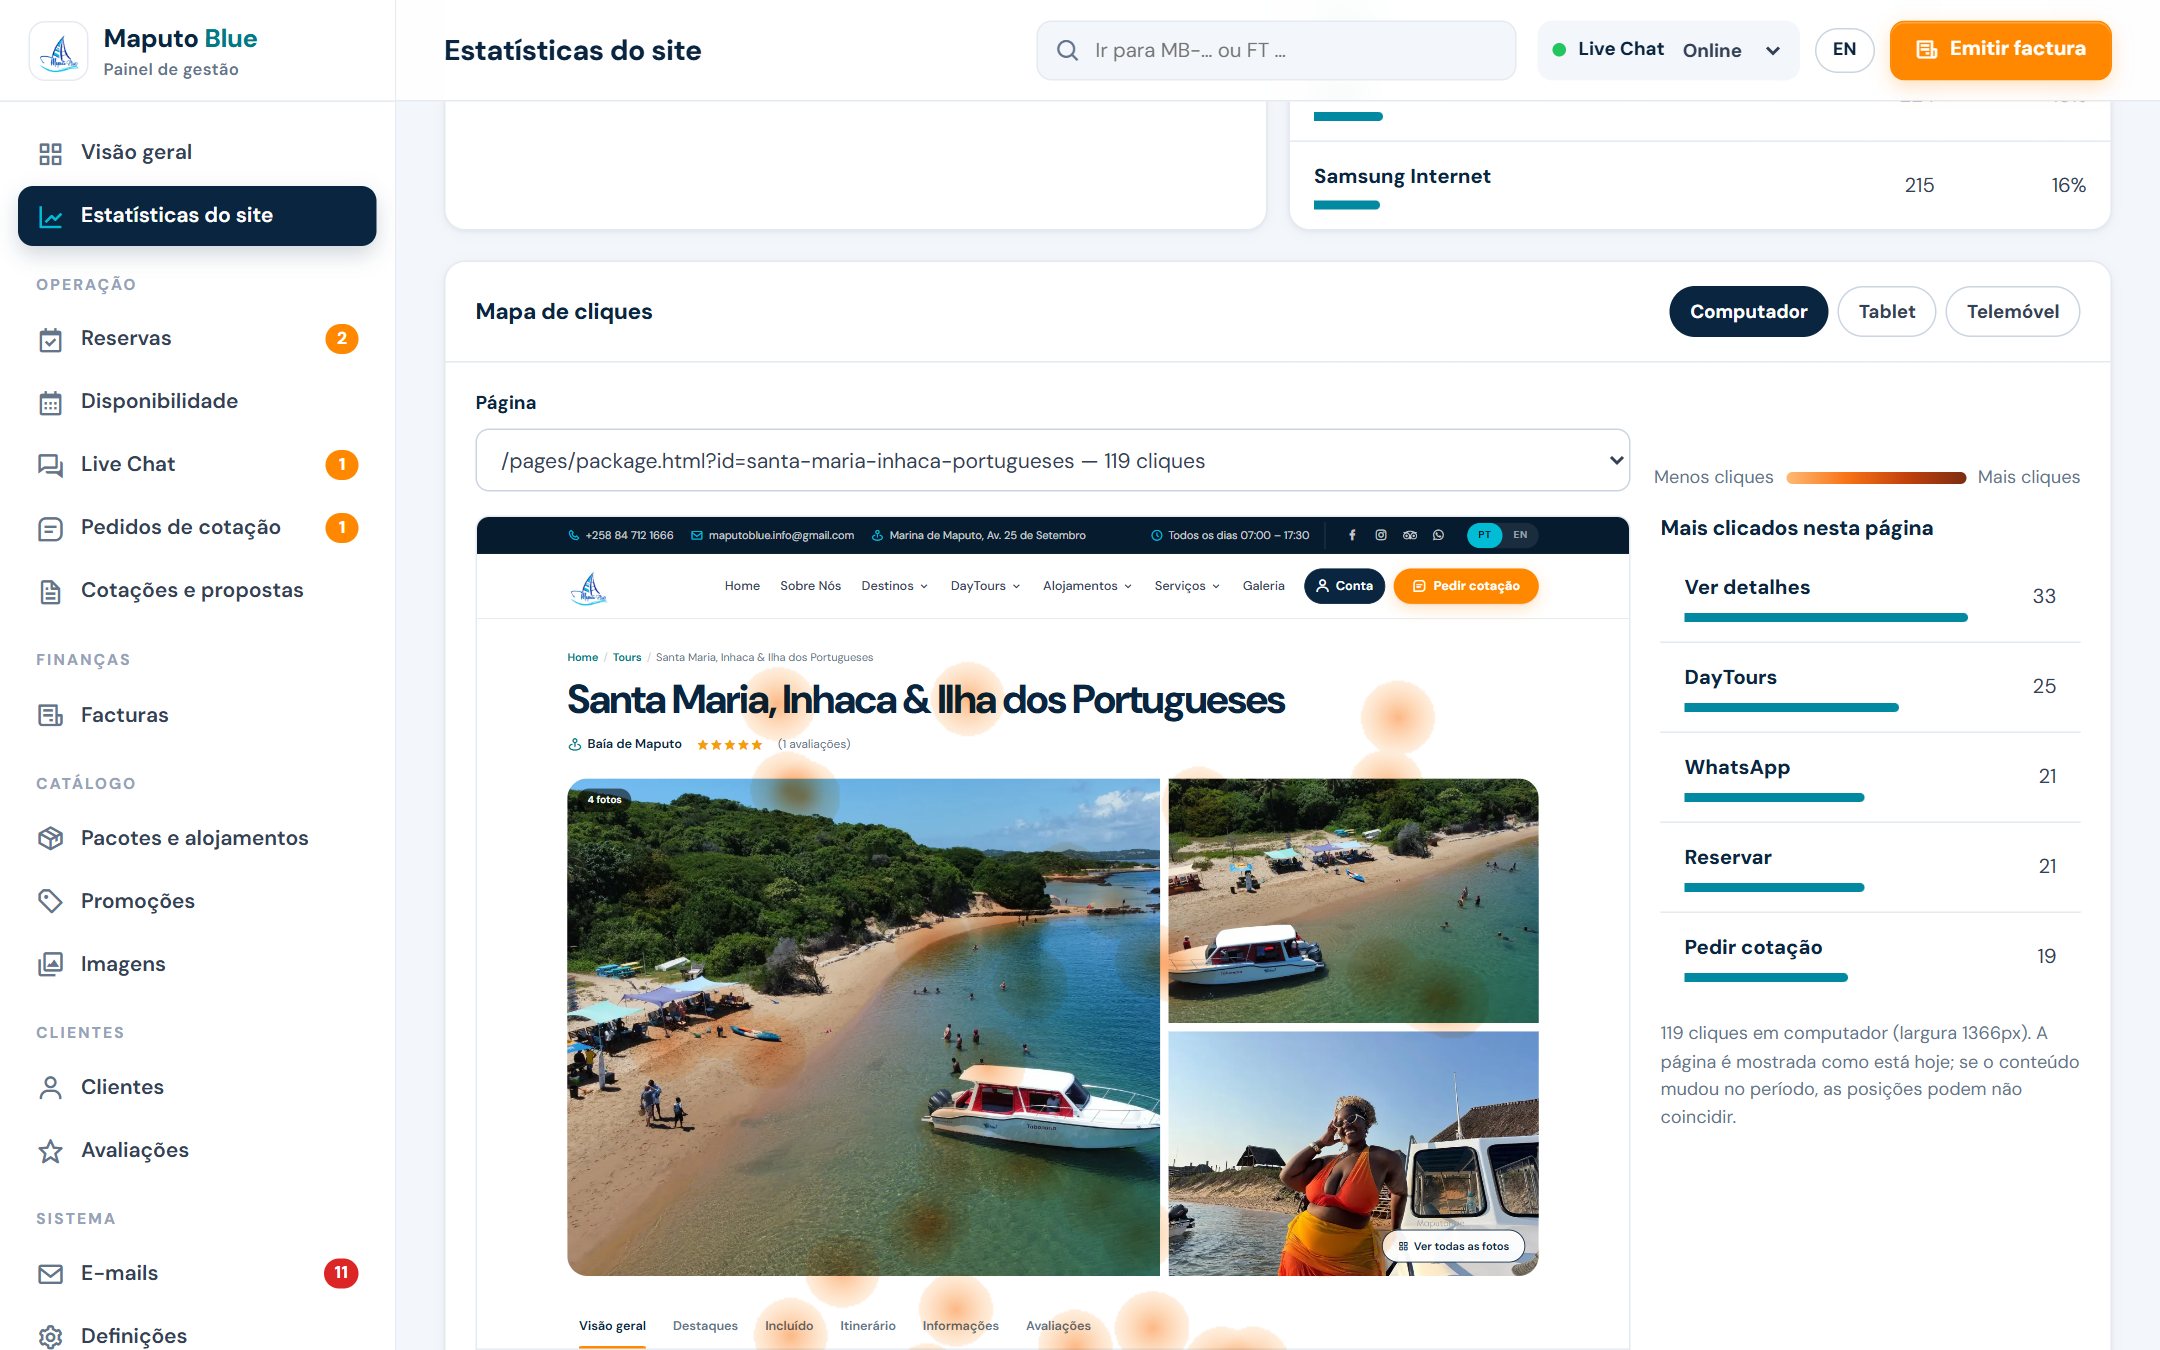 Maputo Blue
Painel de gestão
Estatísticas do site
Ir para MB-... ou FT ...
Live Chat
Online
EN
Emitir factura
Visão geral
Estatísticas do site
OPERAÇÃO
Reservas
2
Disponibilidade
Live Chat
1
Pedidos de cotação
1
Cotações e propostas
FINANÇAS
Facturas
CATÁLOGO
Pacotes e alojamentos
Promoções
Imagens
CLIENTES
Clientes
Avaliações
SISTEMA
E-mails
11
Definições
Samsung Internet
215
16%
Mapa de cliques
Computador
Tablet
Telemóvel
Página
/pages/package.html?id=santa-maria-inhaca-portugueses — 119 cliques
Menos cliques
Mais cliques
+258 84 712 1666
maputoblue.info@gmail.com
Marina de Maputo, Av. 25 de Setembro
Todos os dias 07:00 – 17:30
PT
EN
Home
Sobre Nós
Destinos
DayTours
Alojamentos
Serviços
Galeria
Conta
Pedir cotação
Home / Tours / Santa Maria, Inhaca & Ilha dos Portugueses
Santa Maria, Inhaca & Ilha dos Portugueses
Baía de Maputo
(1 avaliações)
4 fotos
Ver todas as fotos
Visão geral
Destaques
Incluído
Itinerário
Informações
Avaliações
Mais clicados nesta página
Ver detalhes
33
DayTours
25
WhatsApp
21
Reservar
21
Pedir cotação
19
119 cliques em computador (largura 1366px). A
página é mostrada como está hoje; se o conteúdo
mudou no período, as posições podem não
coincidir.